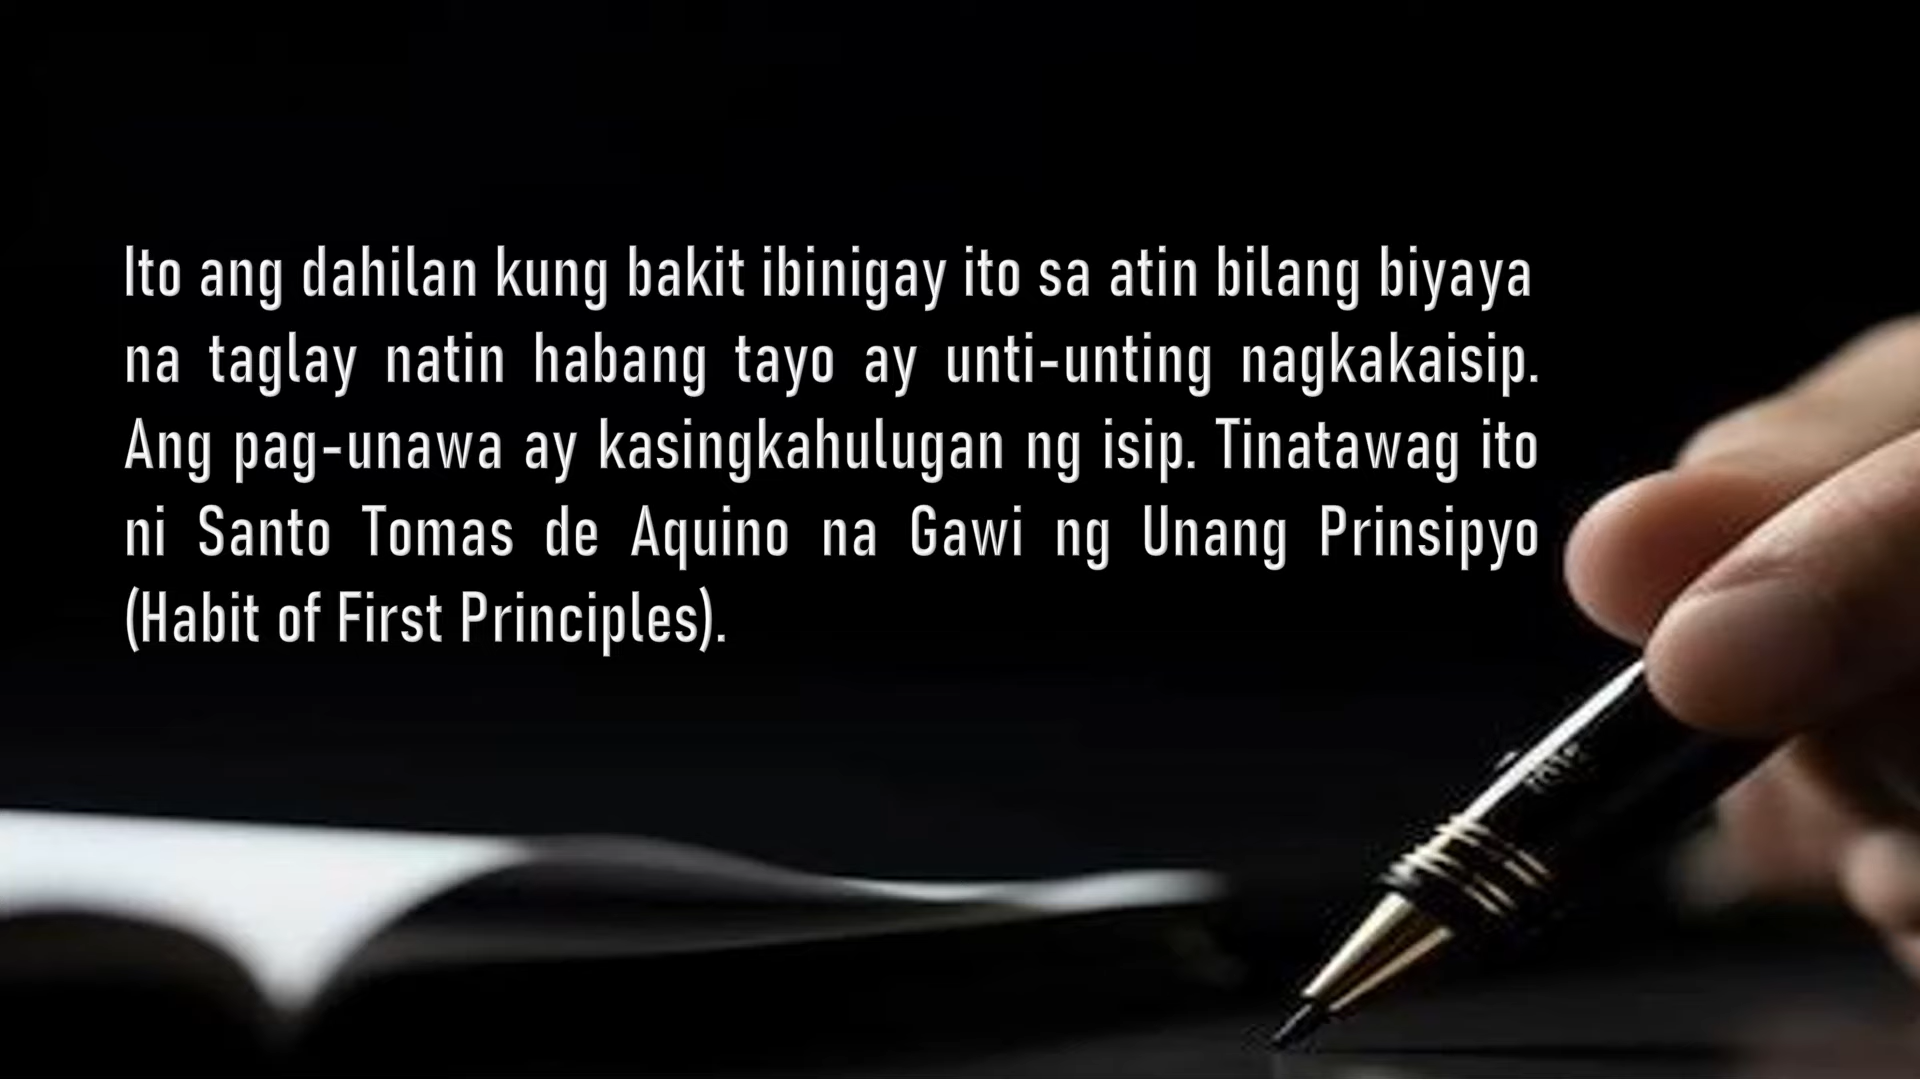 Ito ang dahilan kung bakit ibinigay ito sa atin bilang biyaya
na taglay natin habang tayo ay unti-unting nagkakaisip.
Ang pag-unawa ay kasingkahulugan ng isip. Tinatawag ito
ni Santo Tomas de Aquino na Gawi ng Unang Prinsipyo
(Habit of First Principles).